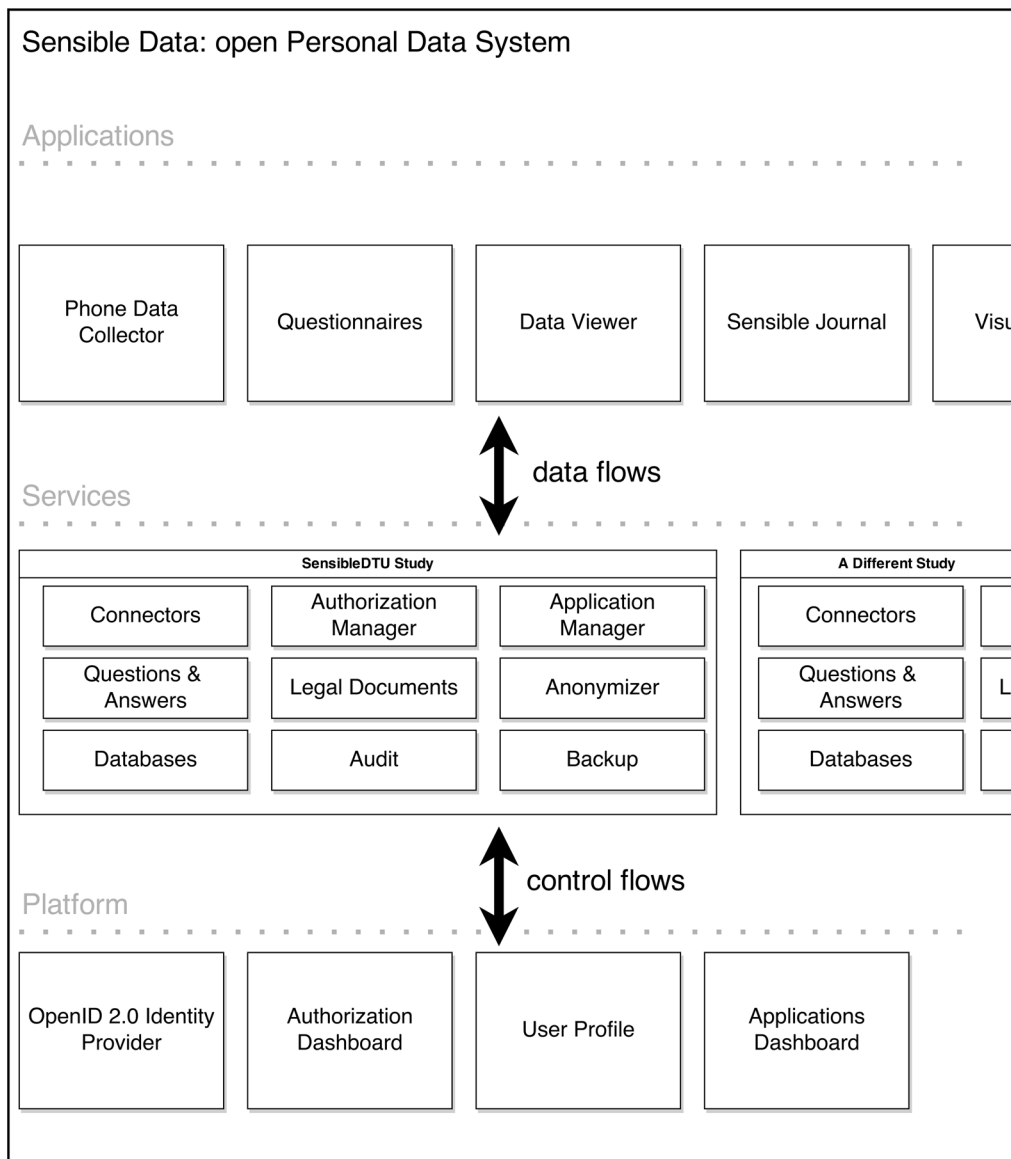 Sensible Data: open Personal Data System
Applications
Phone Data
Collector
Questionnaires
Data Viewer
Sensible Journal
data flows
Services
SensibleDTU Study
Connectors
Authorization
Manager
Application
Manager
Questions &
Answers
Legal Documents
Anonymizer
Databases
Audit
Backup
A Different Study
Connectors
Questions &
Answers
Databases
control flows
Platform
OpenID 2.0 Identity
Provider
Authorization
Dashboard
User Profile
Applications
Dashboard